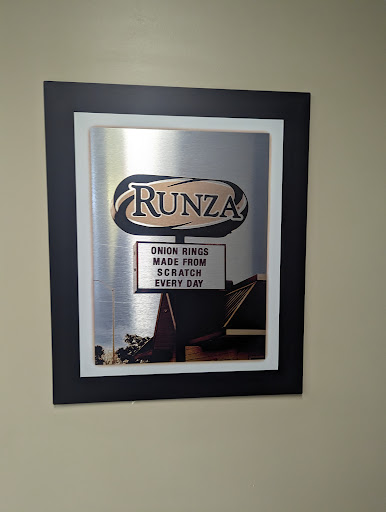 RUNZA
ONION RINGS
MADE FROM
SCRATCH
EVERY DAY